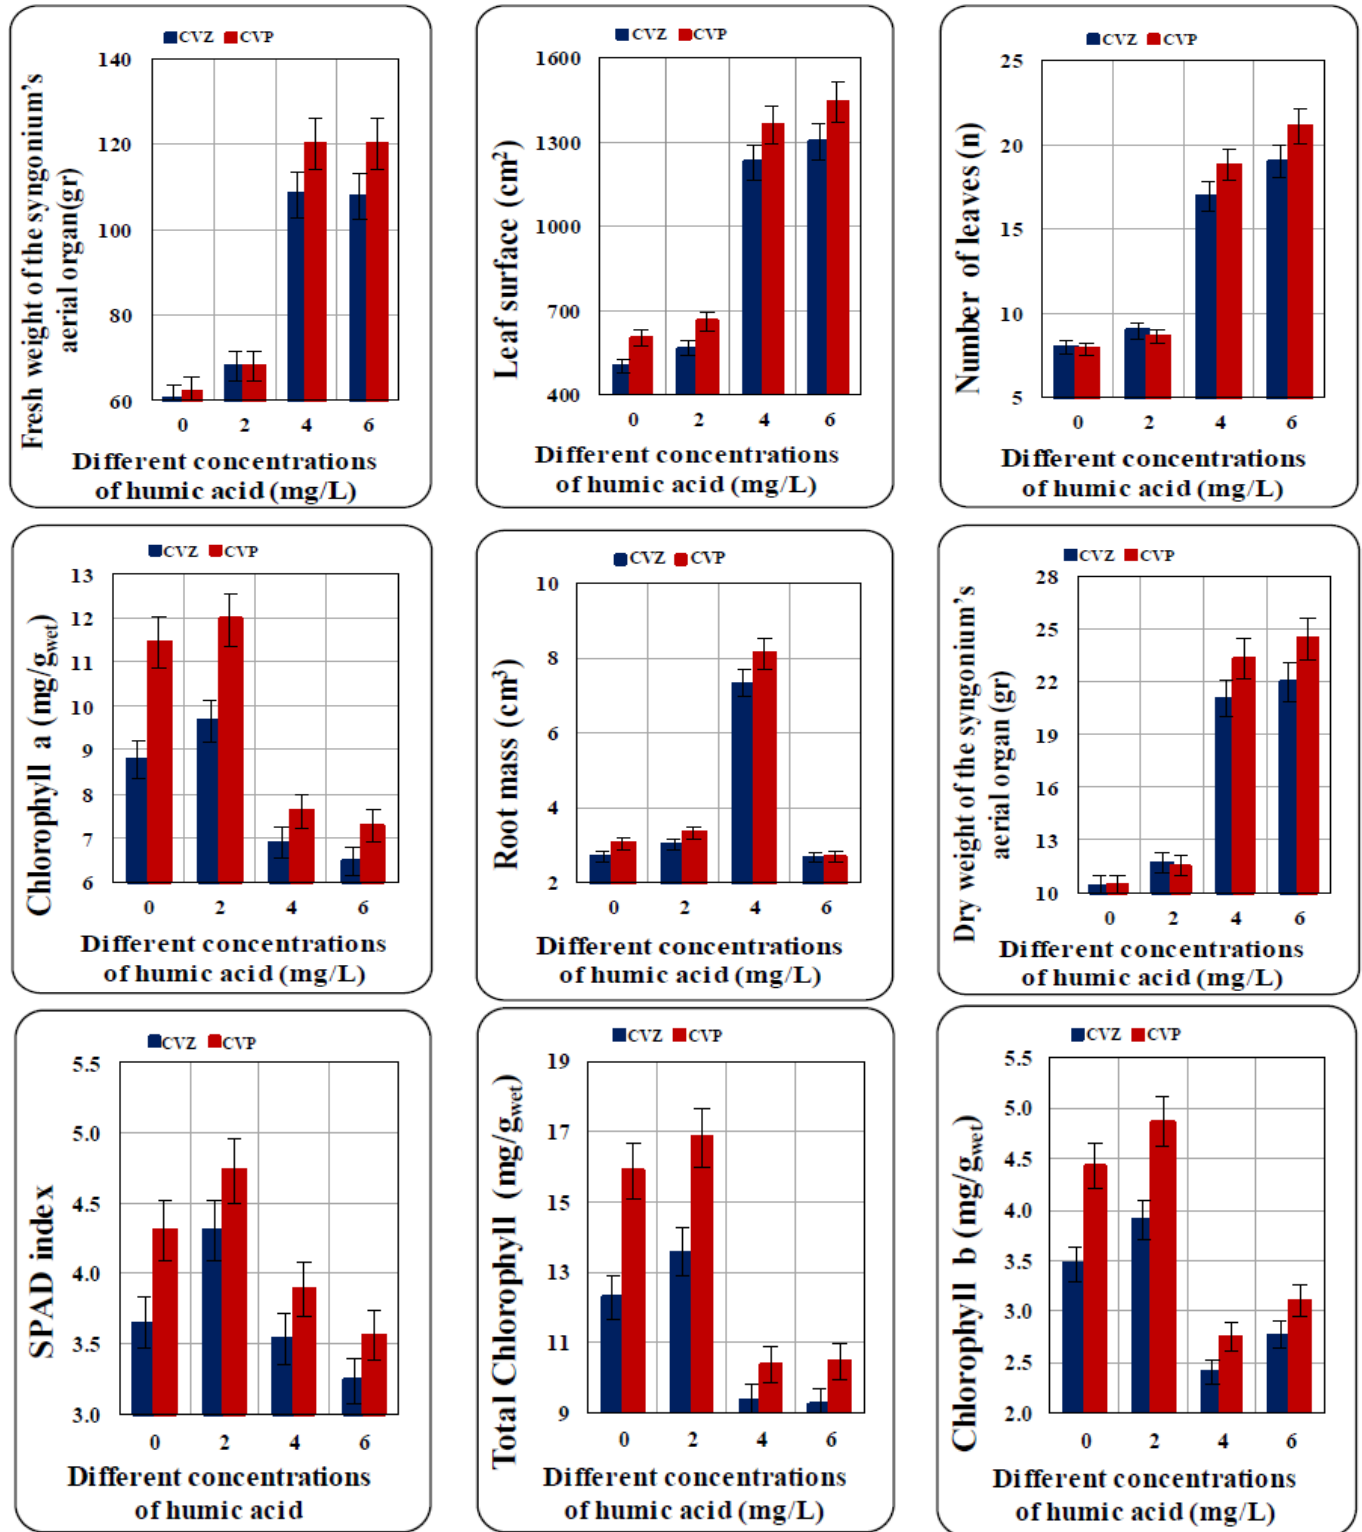 CVZ CVP
Fresh weight of the syngonium's
aerial organ(gr)
140
120
100
80
60
0 2 4 6
Different concentrations
of humic acid (mg/L)
CVZ CVP
Leaf surface (cm²)
1600
1300
1000
700
400
0 2 4 6
Different concentrations
of humic acid (mg/L)
CVZ CVP
Number of leaves (n)
25
20
15
10
5
0 2 4 6
Different concentrations
of humic acid (mg/L)
CVZ CVP
Chlorophyll a (mg/gwet)
13
12
11
10
9
8
7
6
0 2 4 6
Different concentrations
of humic acid (mg/L)
CVZ CVP
Root mass (cm³)
10
8
6
4
2
0 2 4 6
Different concentrations
of humic acid (mg/L)
CVZ CVP
Dry weight of the syngonium's
aerial organ (gr)
28
25
22
19
16
13
10
0 2 4 6
Different concentrations
of humic acid (mg/L)
CVZ CVP
SPAD index
5.5
5.0
4.5
4.0
3.5
3.0
0 2 4 6
Different concentrations
of humic acid
CVZ CVP
Total Chlorophyll (mg/gwet)
19
17
15
13
11
9
0 2 4 6
Different concentrations
of humic acid (mg/L)
CVZ CVP
Chlorophyll b (mg/gwet)
5.5
5.0
4.5
4.0
3.5
3.0
2.5
2.0
0 2 4 6
Different concentrations
of humic acid (mg/L)